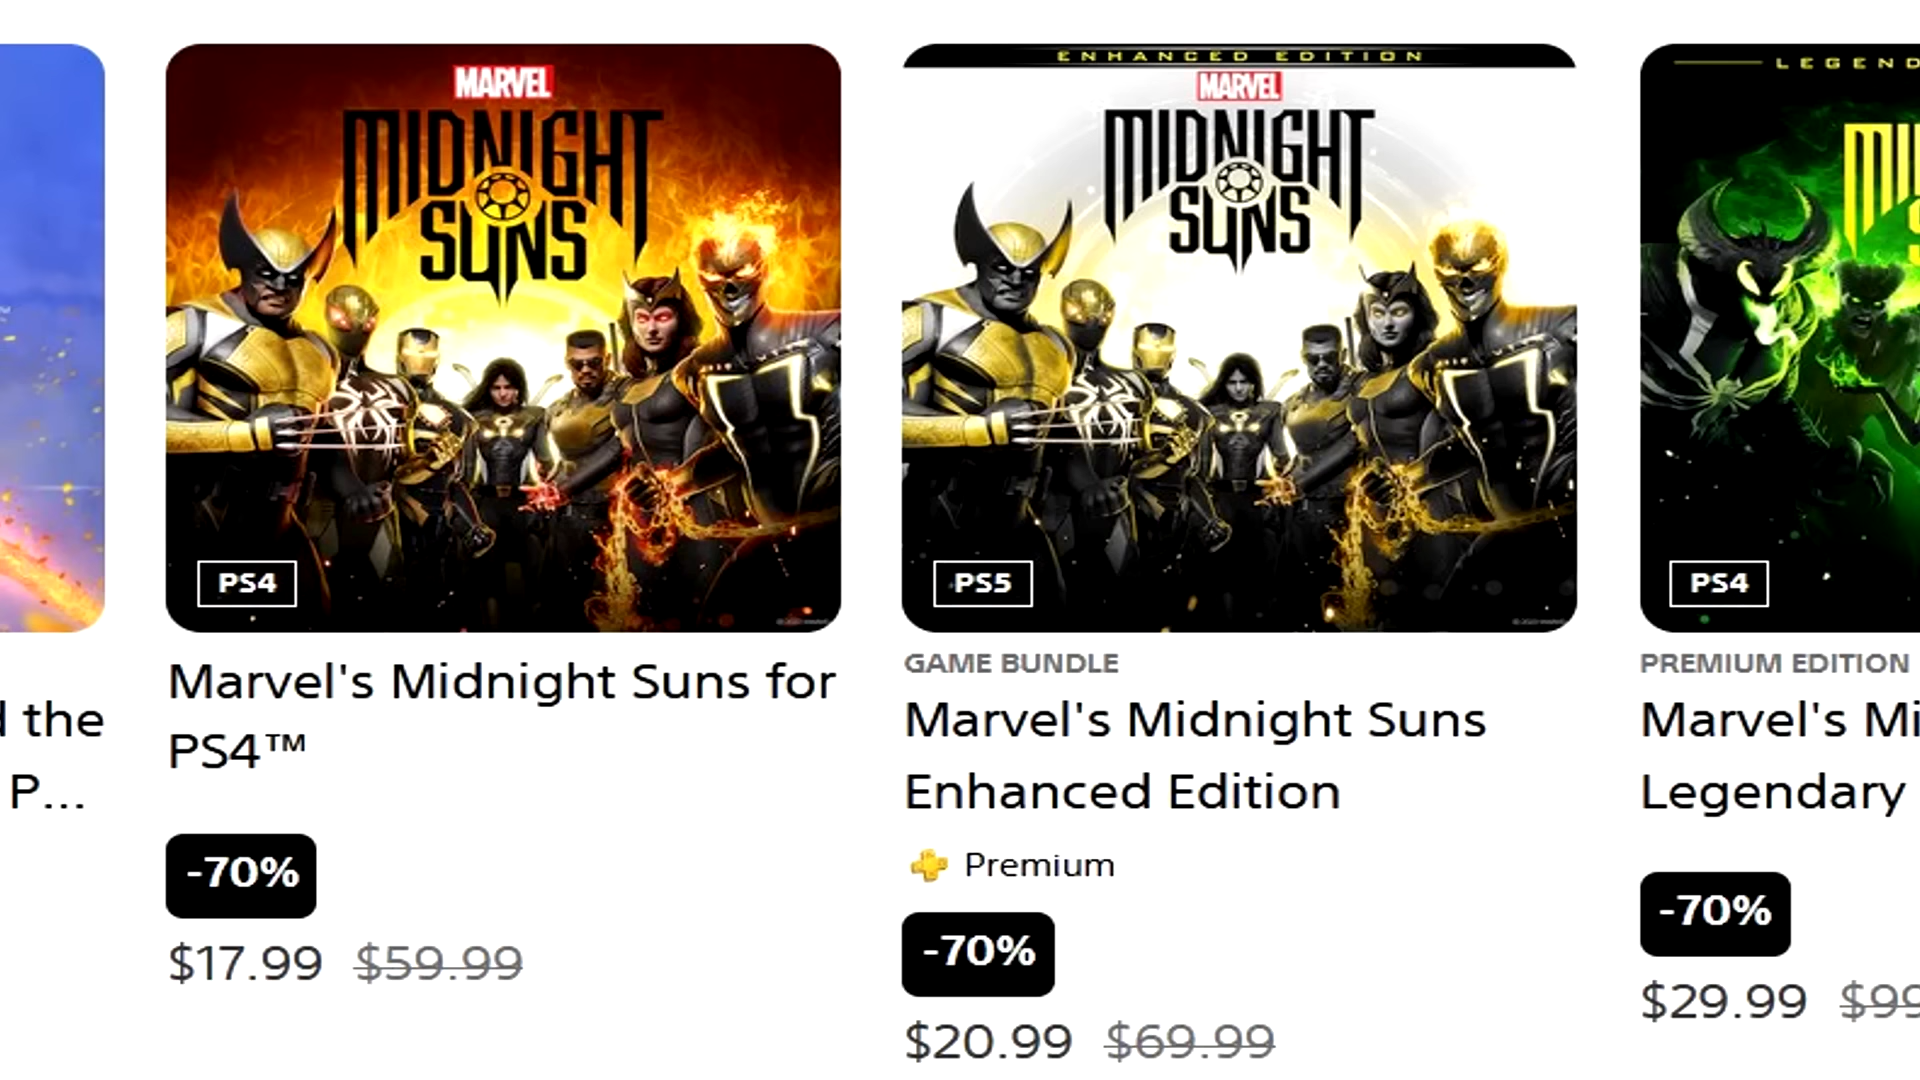 d the
P...
MARVEL
MIDNIGHT
SUNS
PS4
Marvel's Midnight Suns for
PS4™
-70%
$17.99 $59.99
ENHANCED EDITION
MARVEL
MIDNIGHT
SUNS
PS5
GAME BUNDLE
Marvel's Midnight Suns
Enhanced Edition
Premium
-70%
$20.99 $69.99
LEGEND
MI
S
PS4
PREMIUM EDITION
Marvel's Mi
Legendary
-70%
$29.99 $99